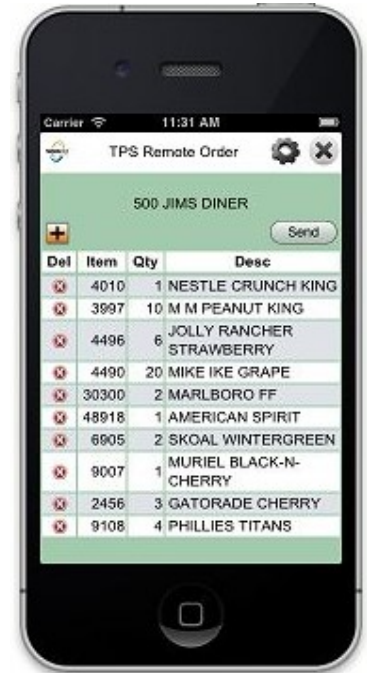 Carrier 11:31 AM
TPS Remote Order
500 JIMS DINER
Send
Del Item Qty Desc
4010 1 NESTLE CRUNCH KING
3997 10 M M PEANUT KING
4496 6 JOLLY RANCHER
STRAWBERRY
4490 20 MIKE IKE GRAPE
30300 2 MARLBORO FF
48918 1 AMERICAN SPIRIT
6905 2 SKOAL WINTERGREEN
9007 1 MURIEL BLACK-N-
CHERRY
2456 3 GATORADE CHERRY
9108 4 PHILLIES TITANS